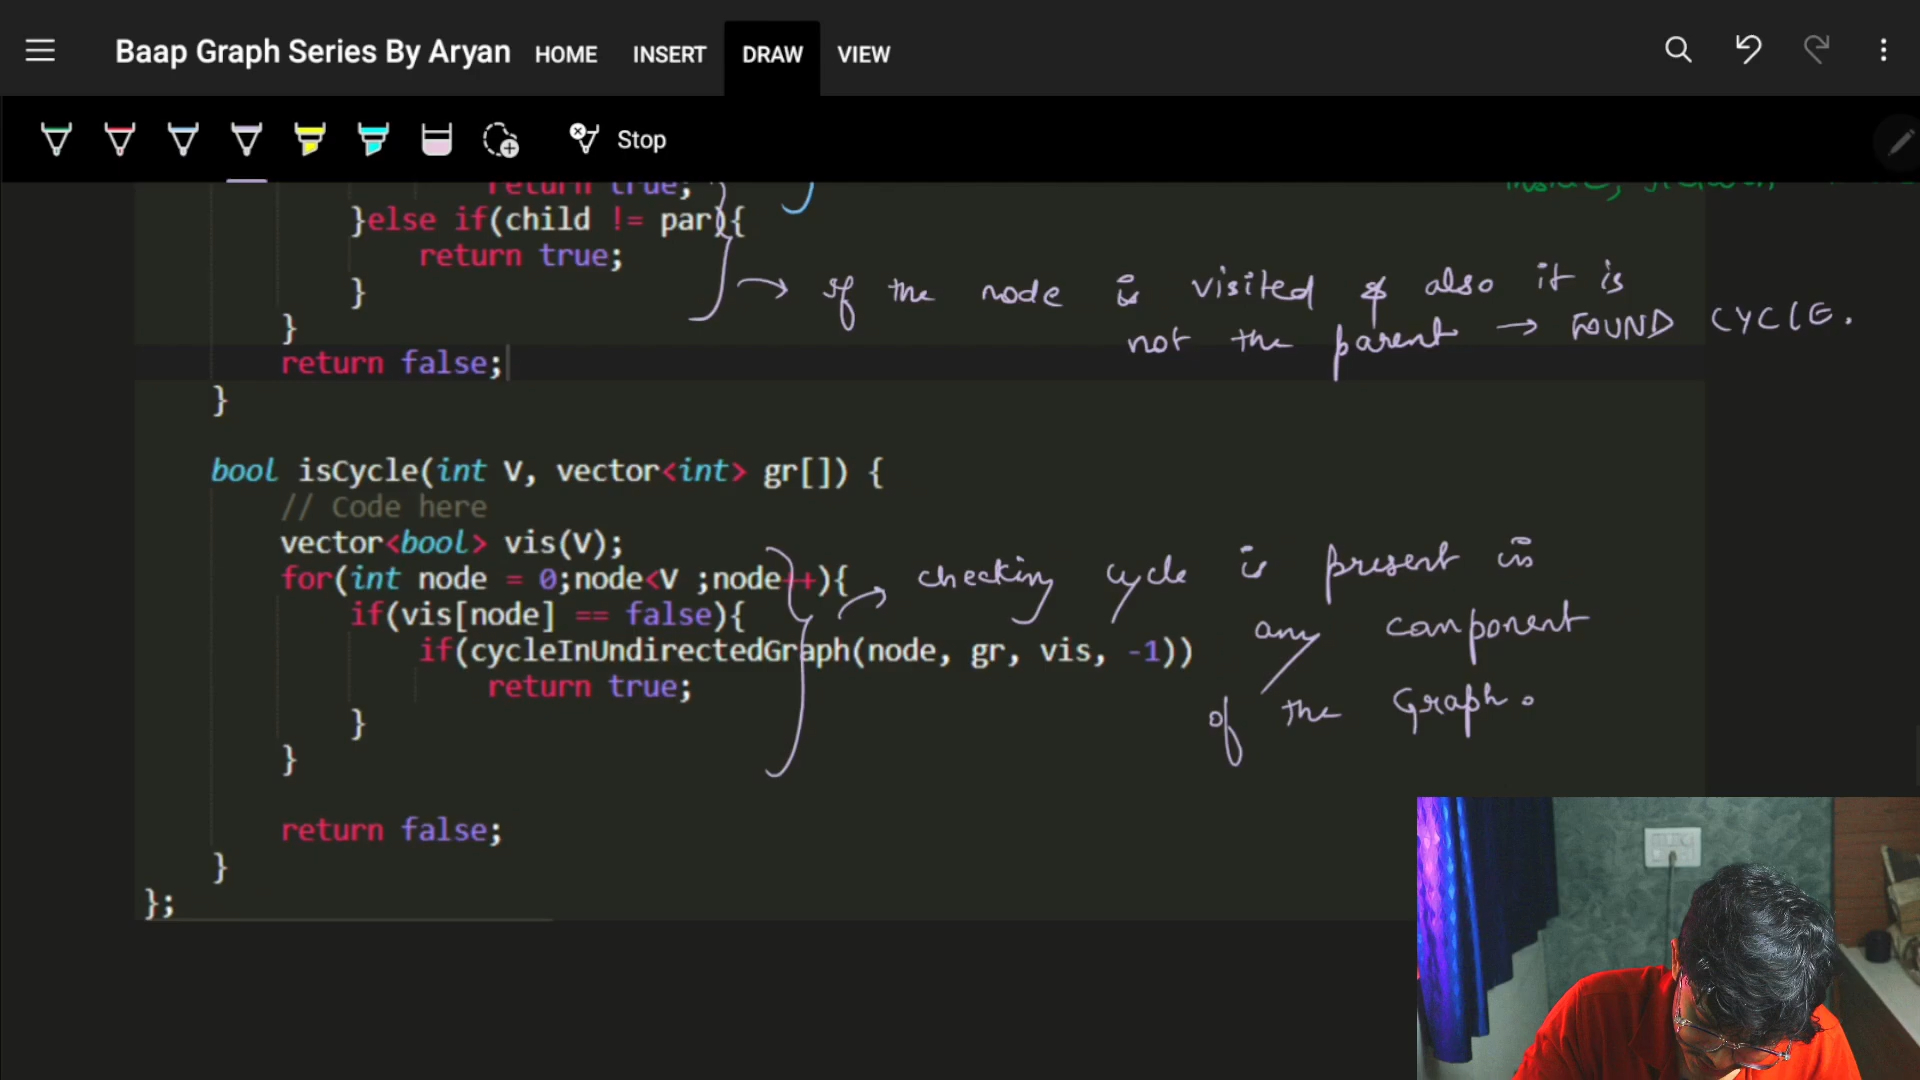 Baap Graph Series By Aryan HOME INSERT DRAW VIEW
Stop
return true;
}else if(child != par){
return true;
}
}
return false;
}
if the node is visited & also it is
not the parent → FOUND CYCLE.
bool isCycle(int V, vector<int> gr[]) {
// Code here
vector<bool> vis(V);
for(int node = 0;node<V ;node++){
if(vis[node] == false){
if(cycleInUndirectedGraph(node, gr, vis, -1))
return true;
}
}
return false;
}
};
checking cycle is present in
any component
of the Graph.